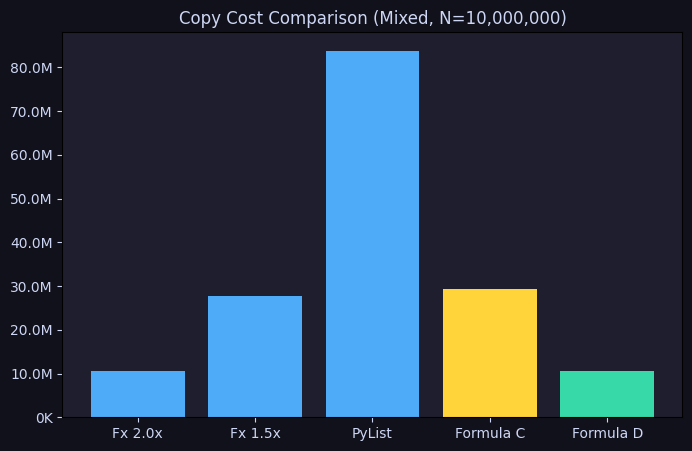 Copy Cost Comparison (Mixed, N=10,000,000)
80.0M
70.0M
60.0M
50.0M
40.0M
30.0M
20.0M
10.0M
0K
Fx 2.0x
Fx 1.5x
PyList
Formula C
Formula D